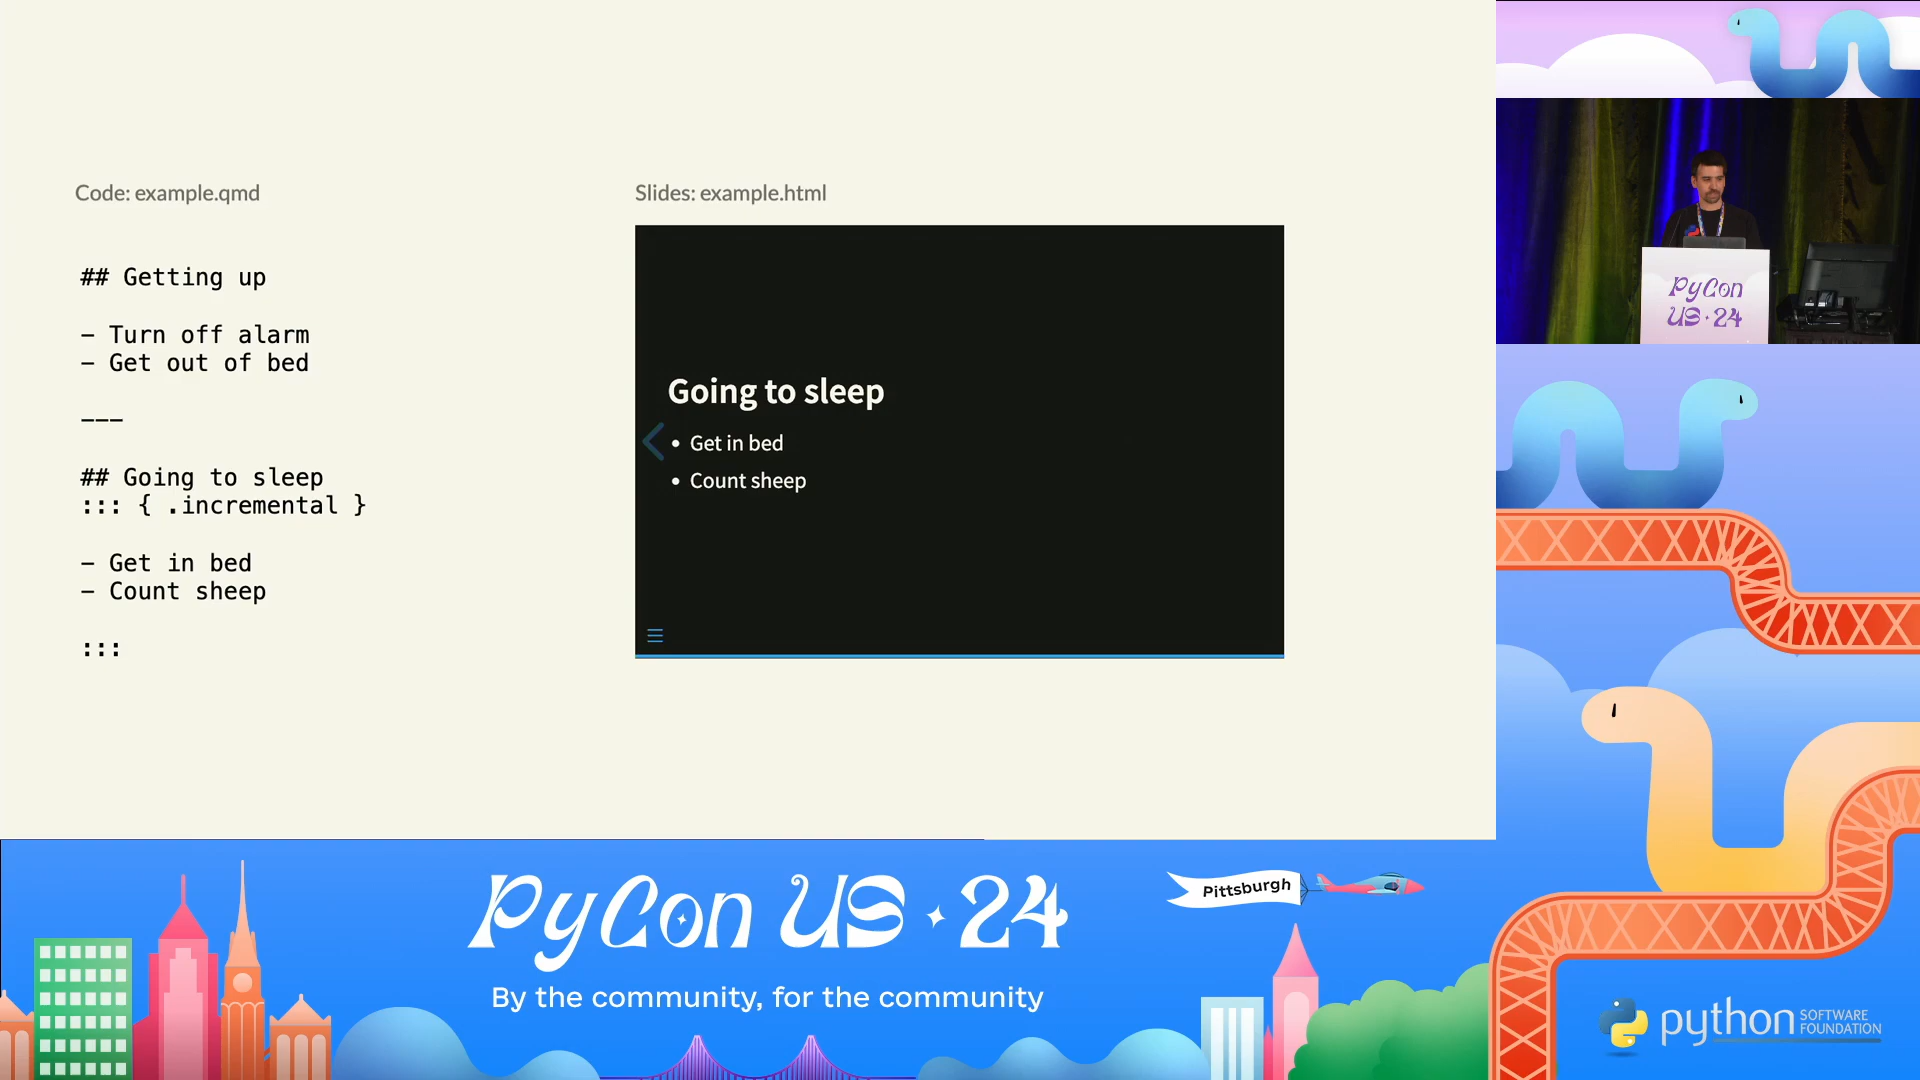 Code: example.qmd
## Getting up
- Turn off alarm
- Get out of bed
---
## Going to sleep
::: { .incremental }
- Get in bed
- Count sheep
:::
Slides: example.html
Going to sleep
• Get in bed
• Count sheep
PyCon
US·24
PyCon US·24
By the community, for the community
Pittsburgh
python SOFTWARE FOUNDATION